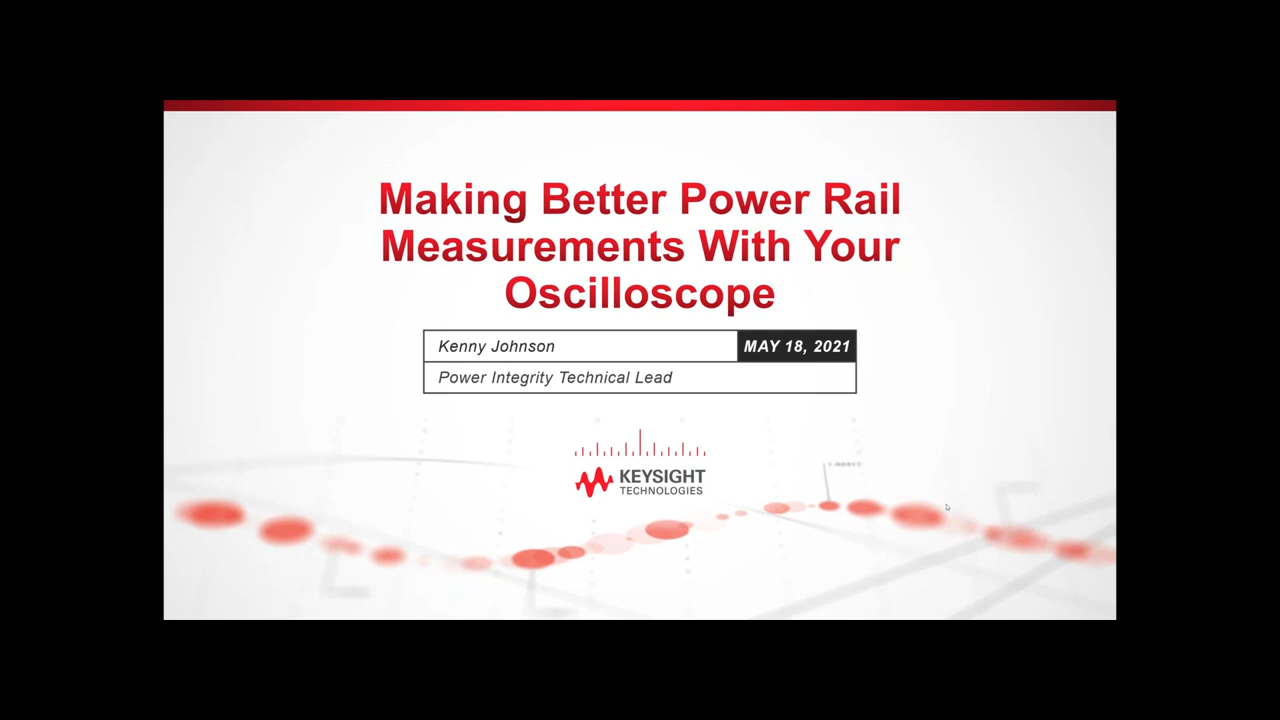 Making Better Power Rail
Measurements With Your
Oscilloscope
Kenny Johnson
MAY 18, 2021
Power Integrity Technical Lead
KEYSIGHT
TECHNOLOGIES